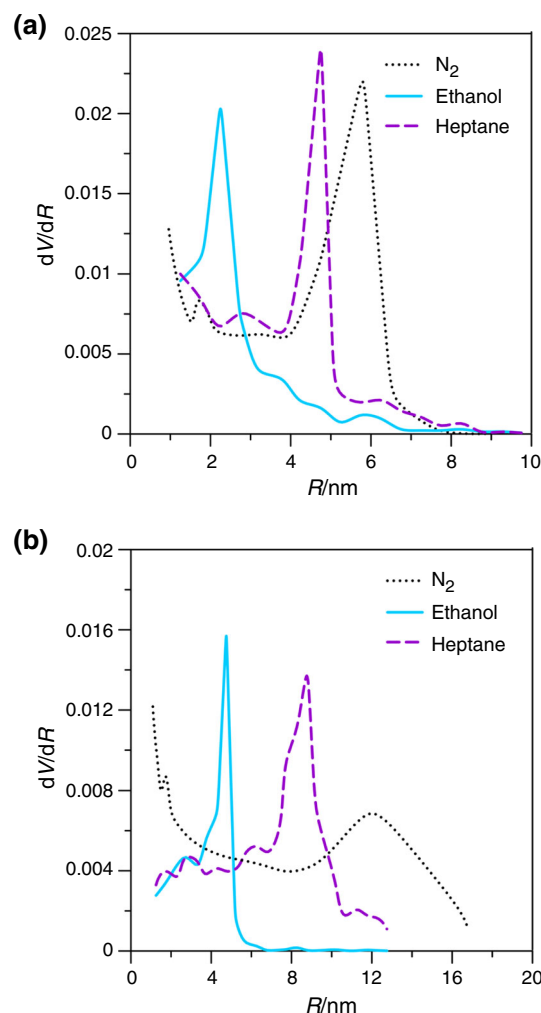 (a)
0.025
N₂
Ethanol
Heptane
0.02
0.015
dV/dR
0.01
0.005
0
0 2 4 6 8 10
R/nm
(b)
0.02
N₂
Ethanol
Heptane
0.016
0.012
dV/dR
0.008
0.004
0
0 4 8 12 16 20
R/nm